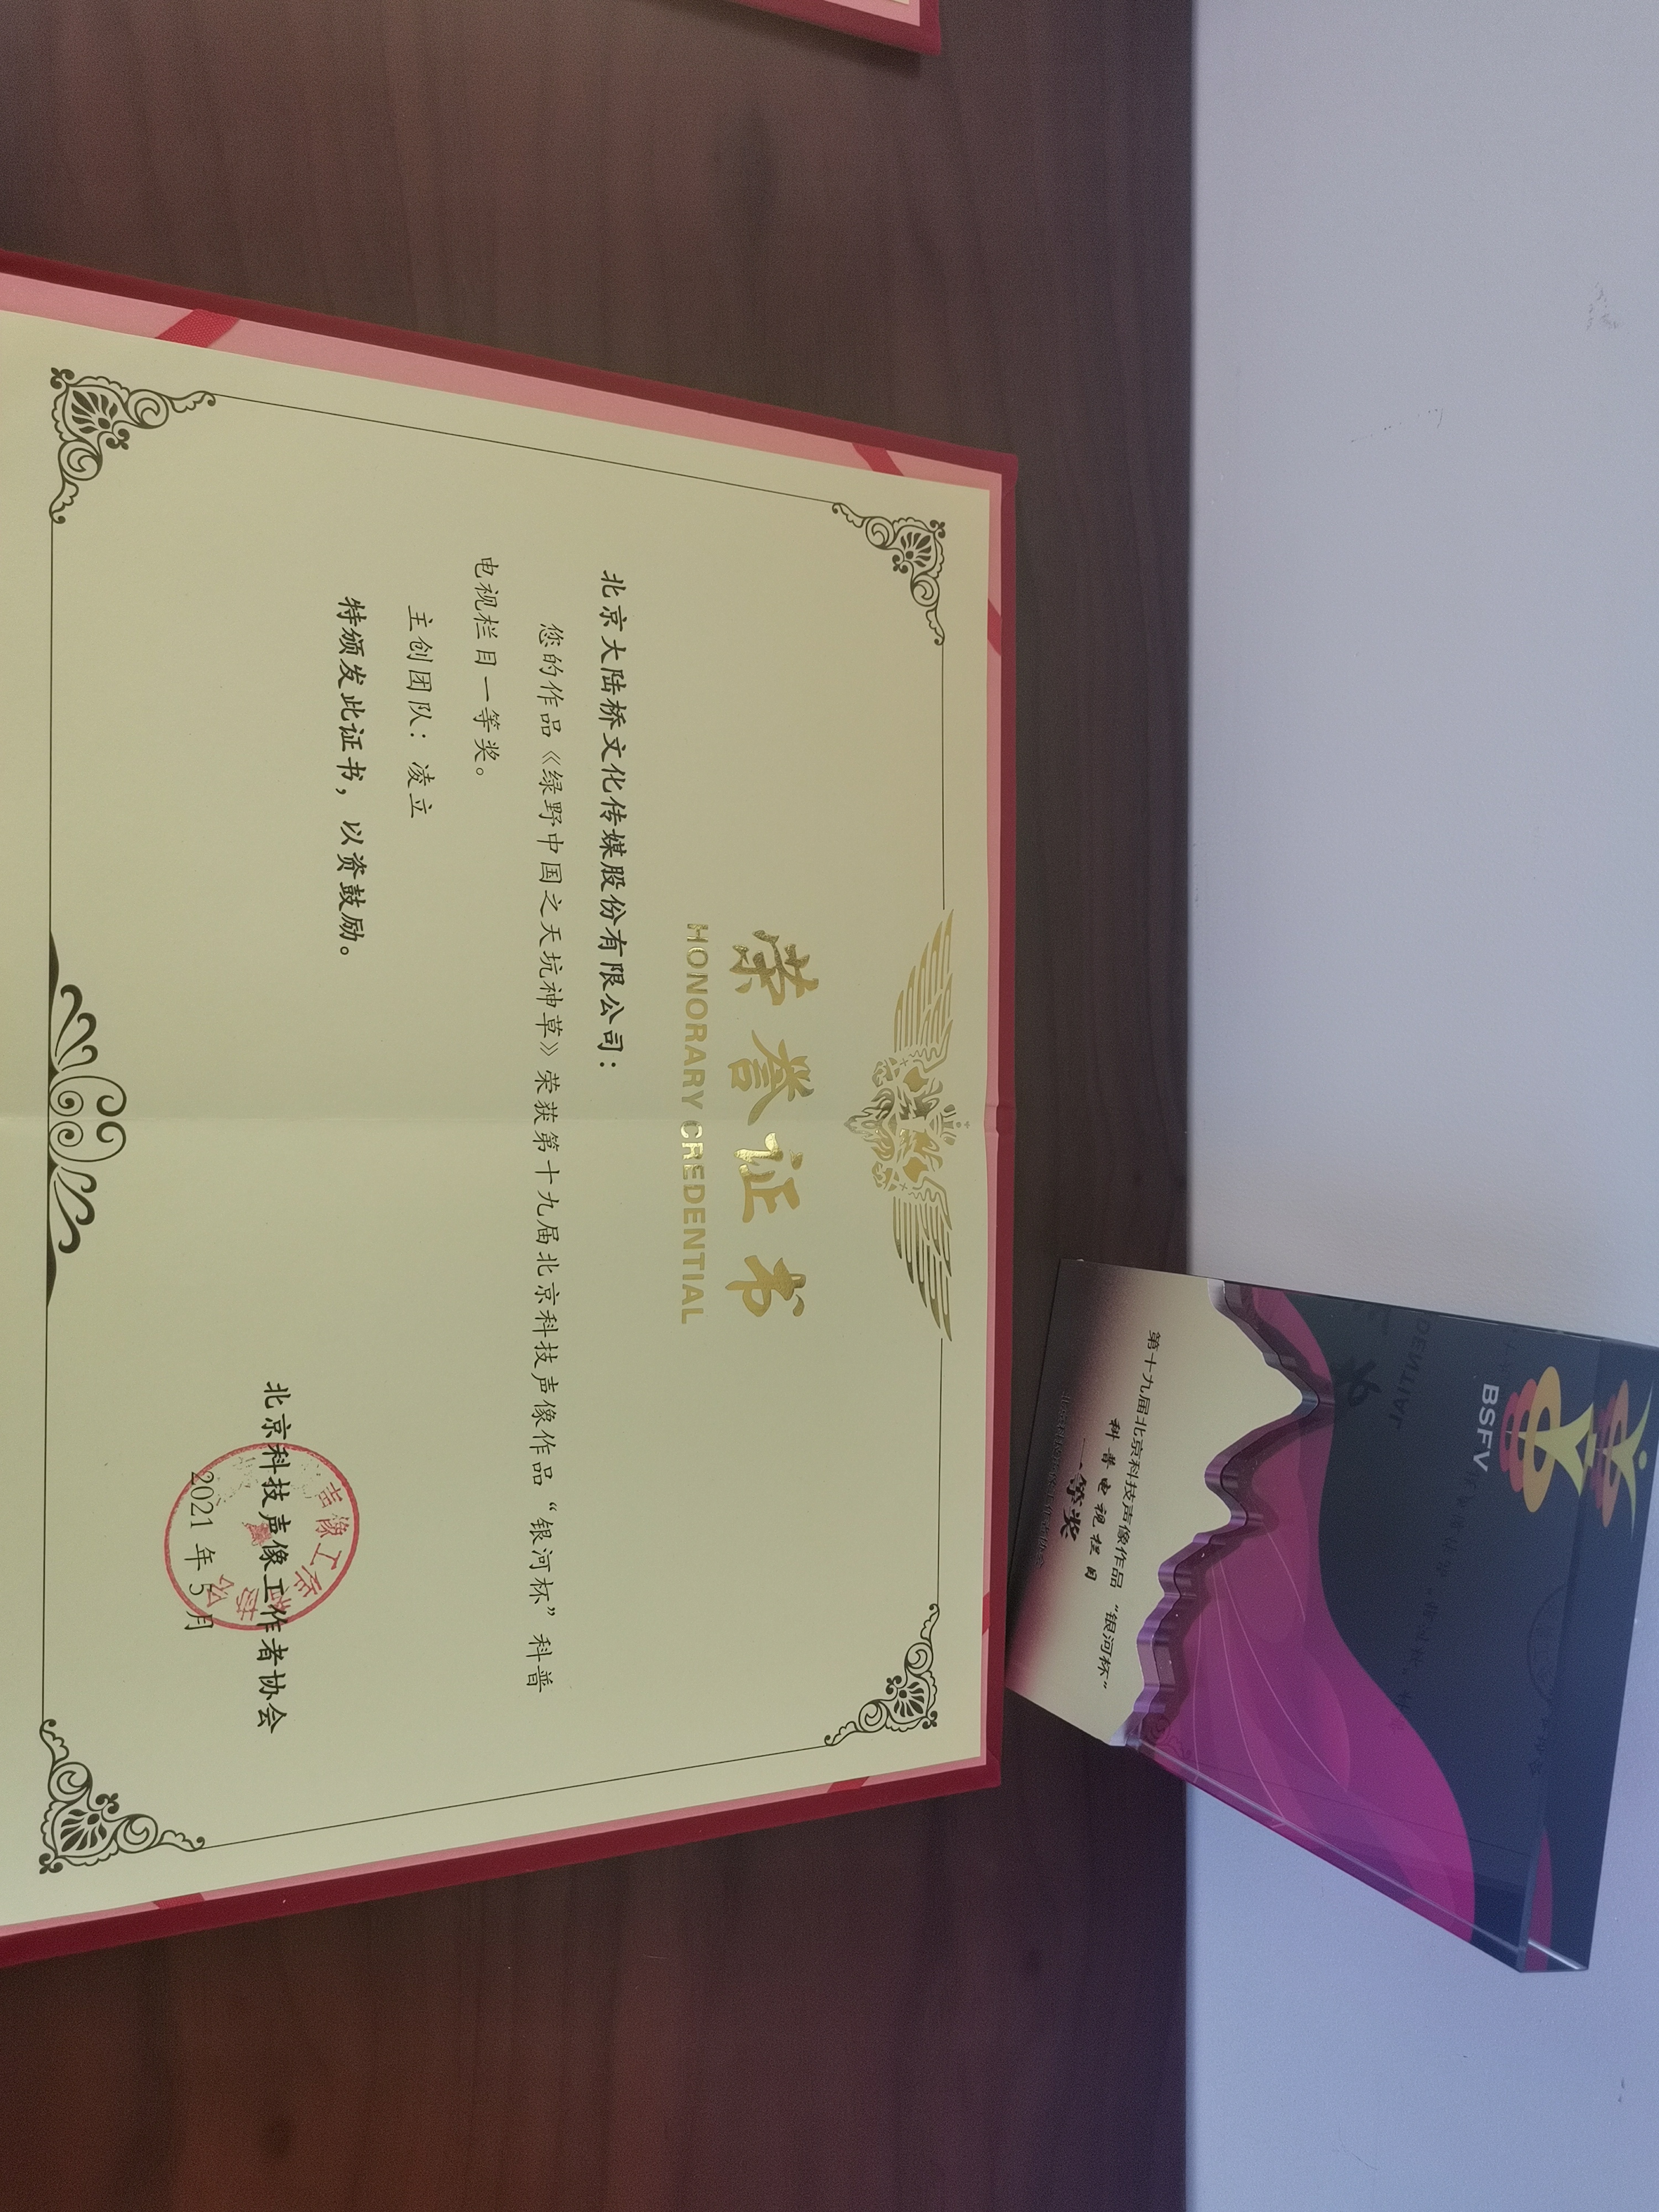 荣誉证书
HONORARY CREDENTIAL
北京大陆桥文化传媒股份有限公司：
您的作品《绿野中国之天坑神草》荣获第十九届北京科技声像作品“银河杯”科普
电视栏目一等奖。
主创团队：凌立
特颁发此证书，以资鼓励。
北京科技声像工作者协会
2021 年 5 月
BSFV
第十九届北京科技声像作品“银河杯”
科普电视栏目
一等奖